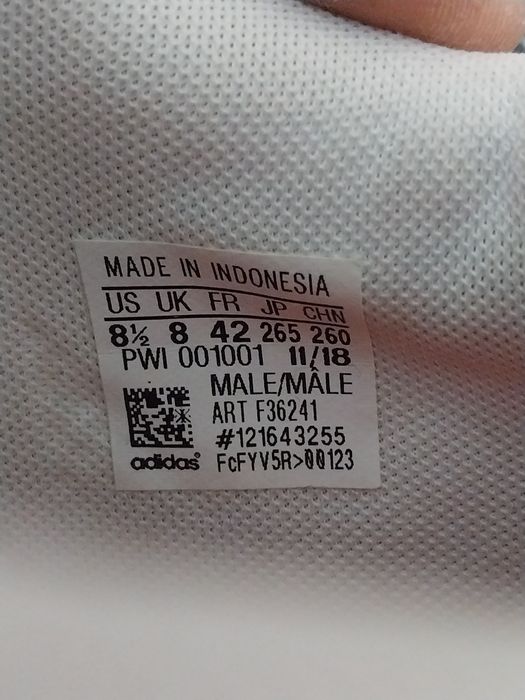 MADE IN INDONESIA
US UK FR JP CHN
8½ 8 42 265 260
PWI 001001 11/18
MALE/MÂLE
ART F36241
#121643255
adidas® FcFYV5R>00123